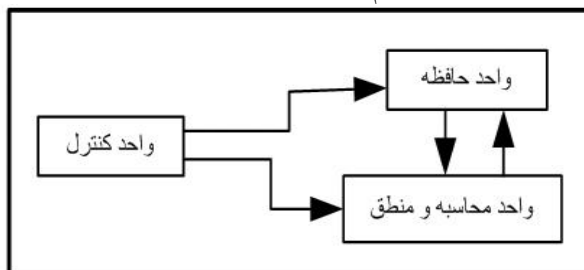 واحد حافظه
واحد کنترل
واحد محاسبه و منطق